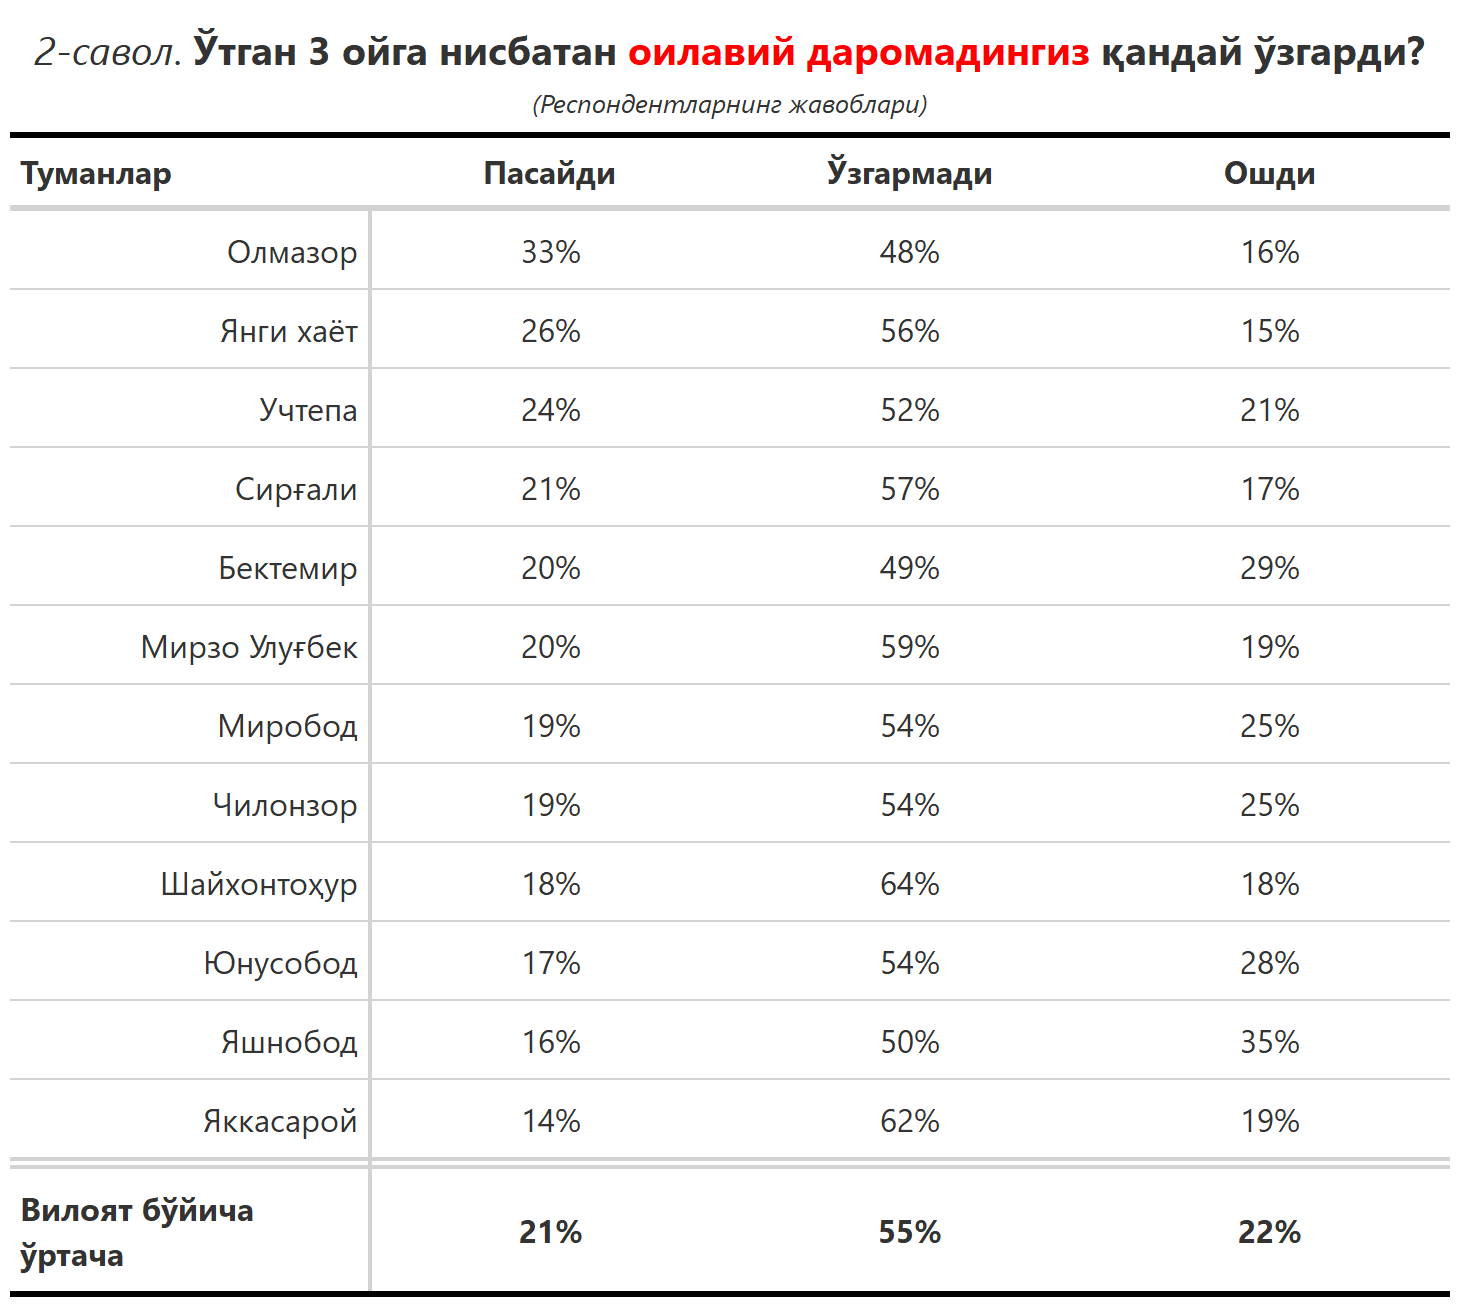 2-савол. Ўтган 3 ойга нисбатан оилавий даромадингиз қандай ўзгарди?
(Респондентларнинг жавоблари)
Туманлар Пасайди Ўзгармади Ошди
Олмазор 33% 48% 16%
Янги хаёт 26% 56% 15%
Учтепа 24% 52% 21%
Сирғали 21% 57% 17%
Бектемир 20% 49% 29%
Мирзо Улуғбек 20% 59% 19%
Миробод 19% 54% 25%
Чилонзор 19% 54% 25%
Шайхонтоҳур 18% 64% 18%
Юнусобод 17% 54% 28%
Яшнобод 16% 50% 35%
Яккасарой 14% 62% 19%
Вилоят бўйича
ўртача 21% 55% 22%